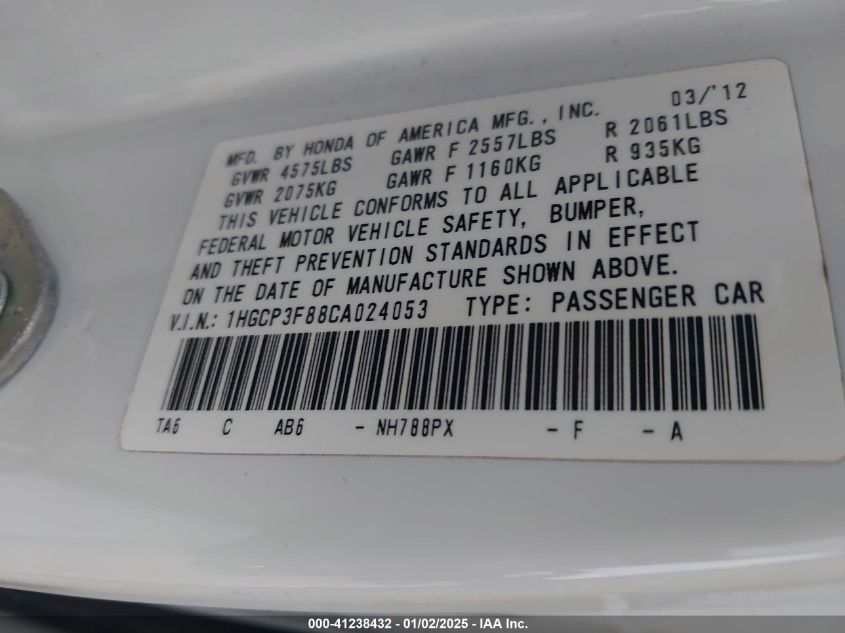 MFD. BY HONDA OF AMERICA MFG., INC. 03/'12
GVWR 4575LBS GAWR F 2557LBS R 2061LBS
GVWR 2075KG GAWR F 1160KG R 935KG
THIS VEHICLE CONFORMS TO ALL APPLICABLE
FEDERAL MOTOR VEHICLE SAFETY, BUMPER,
AND THEFT PREVENTION STANDARDS IN EFFECT
ON THE DATE OF MANUFACTURE SHOWN ABOVE.
V.I.N.: 1HGCP3F88CA024053 TYPE: PASSENGER CAR
TA6 C AB6 - NH788PX - F - A
000-41238432 - 01/02/2025 - IAA Inc.